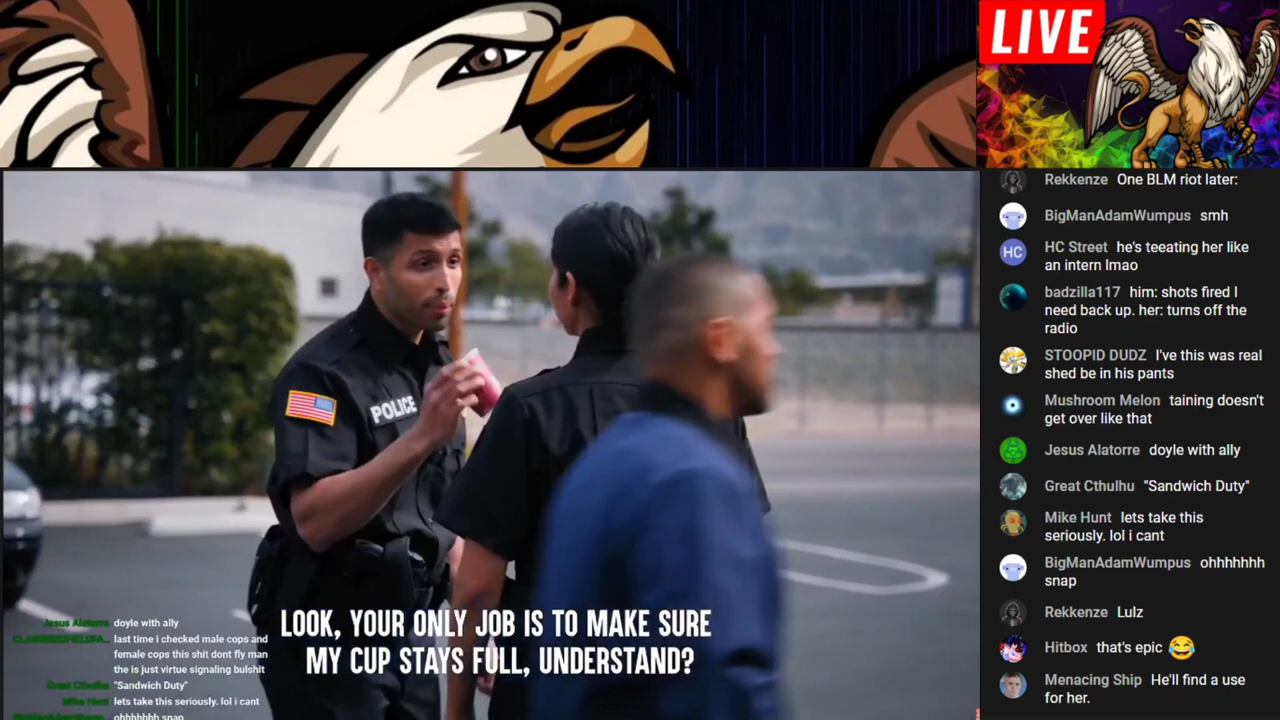 LIVE
Rekkenze One BLM riot later:
BigManAdamWumpus smh
HC
HC Street he's teeating her like
an intern lmao
badzilla117 him: shots fired I
need back up. her: turns off the
radio
STOOPID DUDZ I've this was real
shed be in his pants
Mushroom Melon taining doesn't
get over like that
Jesus Alatorre doyle with ally
Great Cthulhu "Sandwich Duty"
Mike Hunt lets take this
seriously. lol i cant
BigManAdamWumpus ohhhhhhh
snap
Rekkenze Lulz
Hitbox that's epic 😂
Menacing Ship He'll find a use
for her.
POLICE
LOOK, YOUR ONLY JOB IS TO MAKE SURE
MY CUP STAYS FULL, UNDERSTAND?
Jesus Alatorre doyle with ally
last time i checked male cops and
female cops this shit dont fly man
the is just virtue signaling bulshit
Great Cthulhu "Sandwich Duty"
Mike Hunt lets take this seriously. lol i cant
ohhhhhhh snap